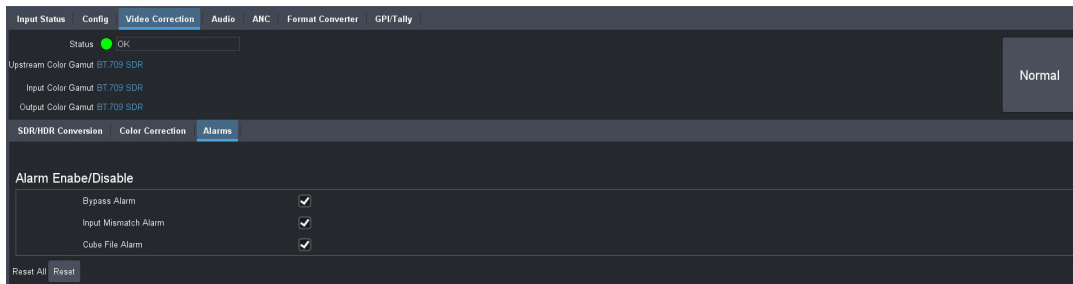 Input Status Config Video Correction Audio ANC Format Converter GPI/Tally
Status OK
Upstream Color Gamut BT.709 SDR
Input Color Gamut BT.709 SDR
Output Color Gamut BT.709 SDR
Normal
SDR/HDR Conversion Color Correction Alarms
Alarm Enabe/Disable
Bypass Alarm
Input Mismatch Alarm
Cube File Alarm
Reset All Reset